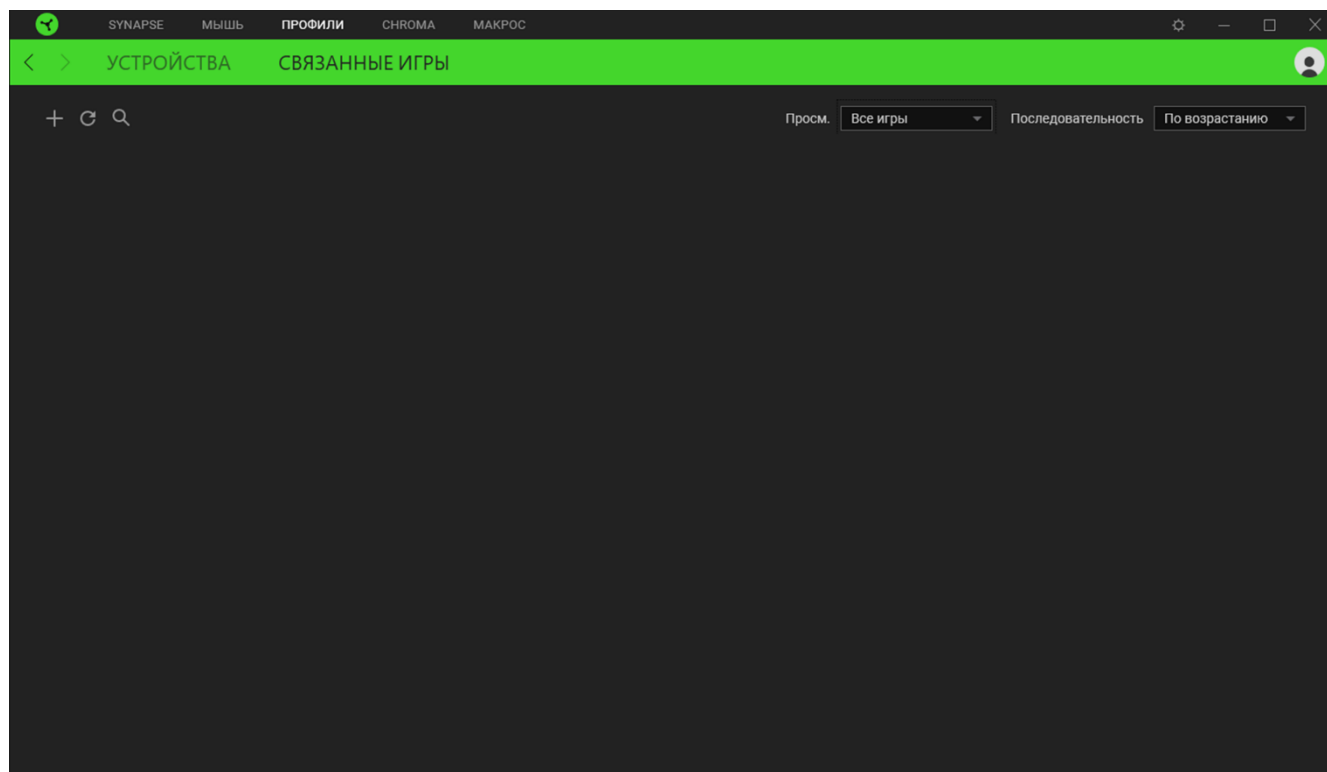 SYNAPSE МЫШЬ ПРОФИЛИ CHROMA МАКРОС
УСТРОЙСТВА СВЯЗАННЫЕ ИГРЫ
Просм. Все игры Последовательность По возрастанию